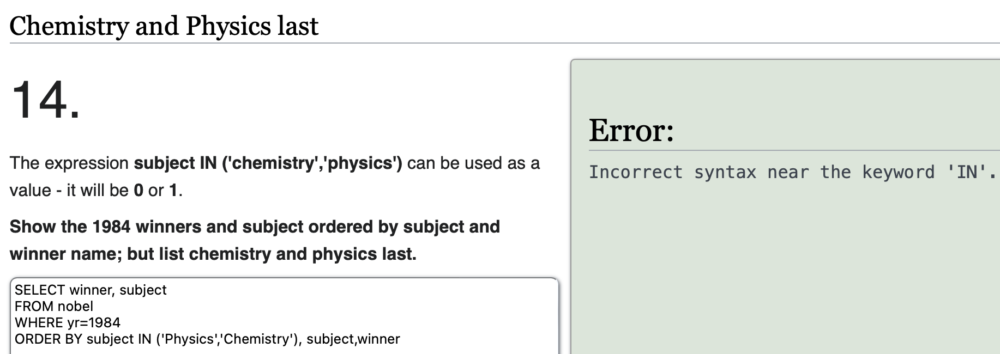 Chemistry and Physics last
14.
The expression subject IN ('chemistry','physics') can be used as a
value - it will be 0 or 1.
Show the 1984 winners and subject ordered by subject and
winner name; but list chemistry and physics last.
SELECT winner, subject
FROM nobel
WHERE yr=1984
ORDER BY subject IN ('Physics','Chemistry'), subject,winner
Error:
Incorrect syntax near the keyword 'IN'.